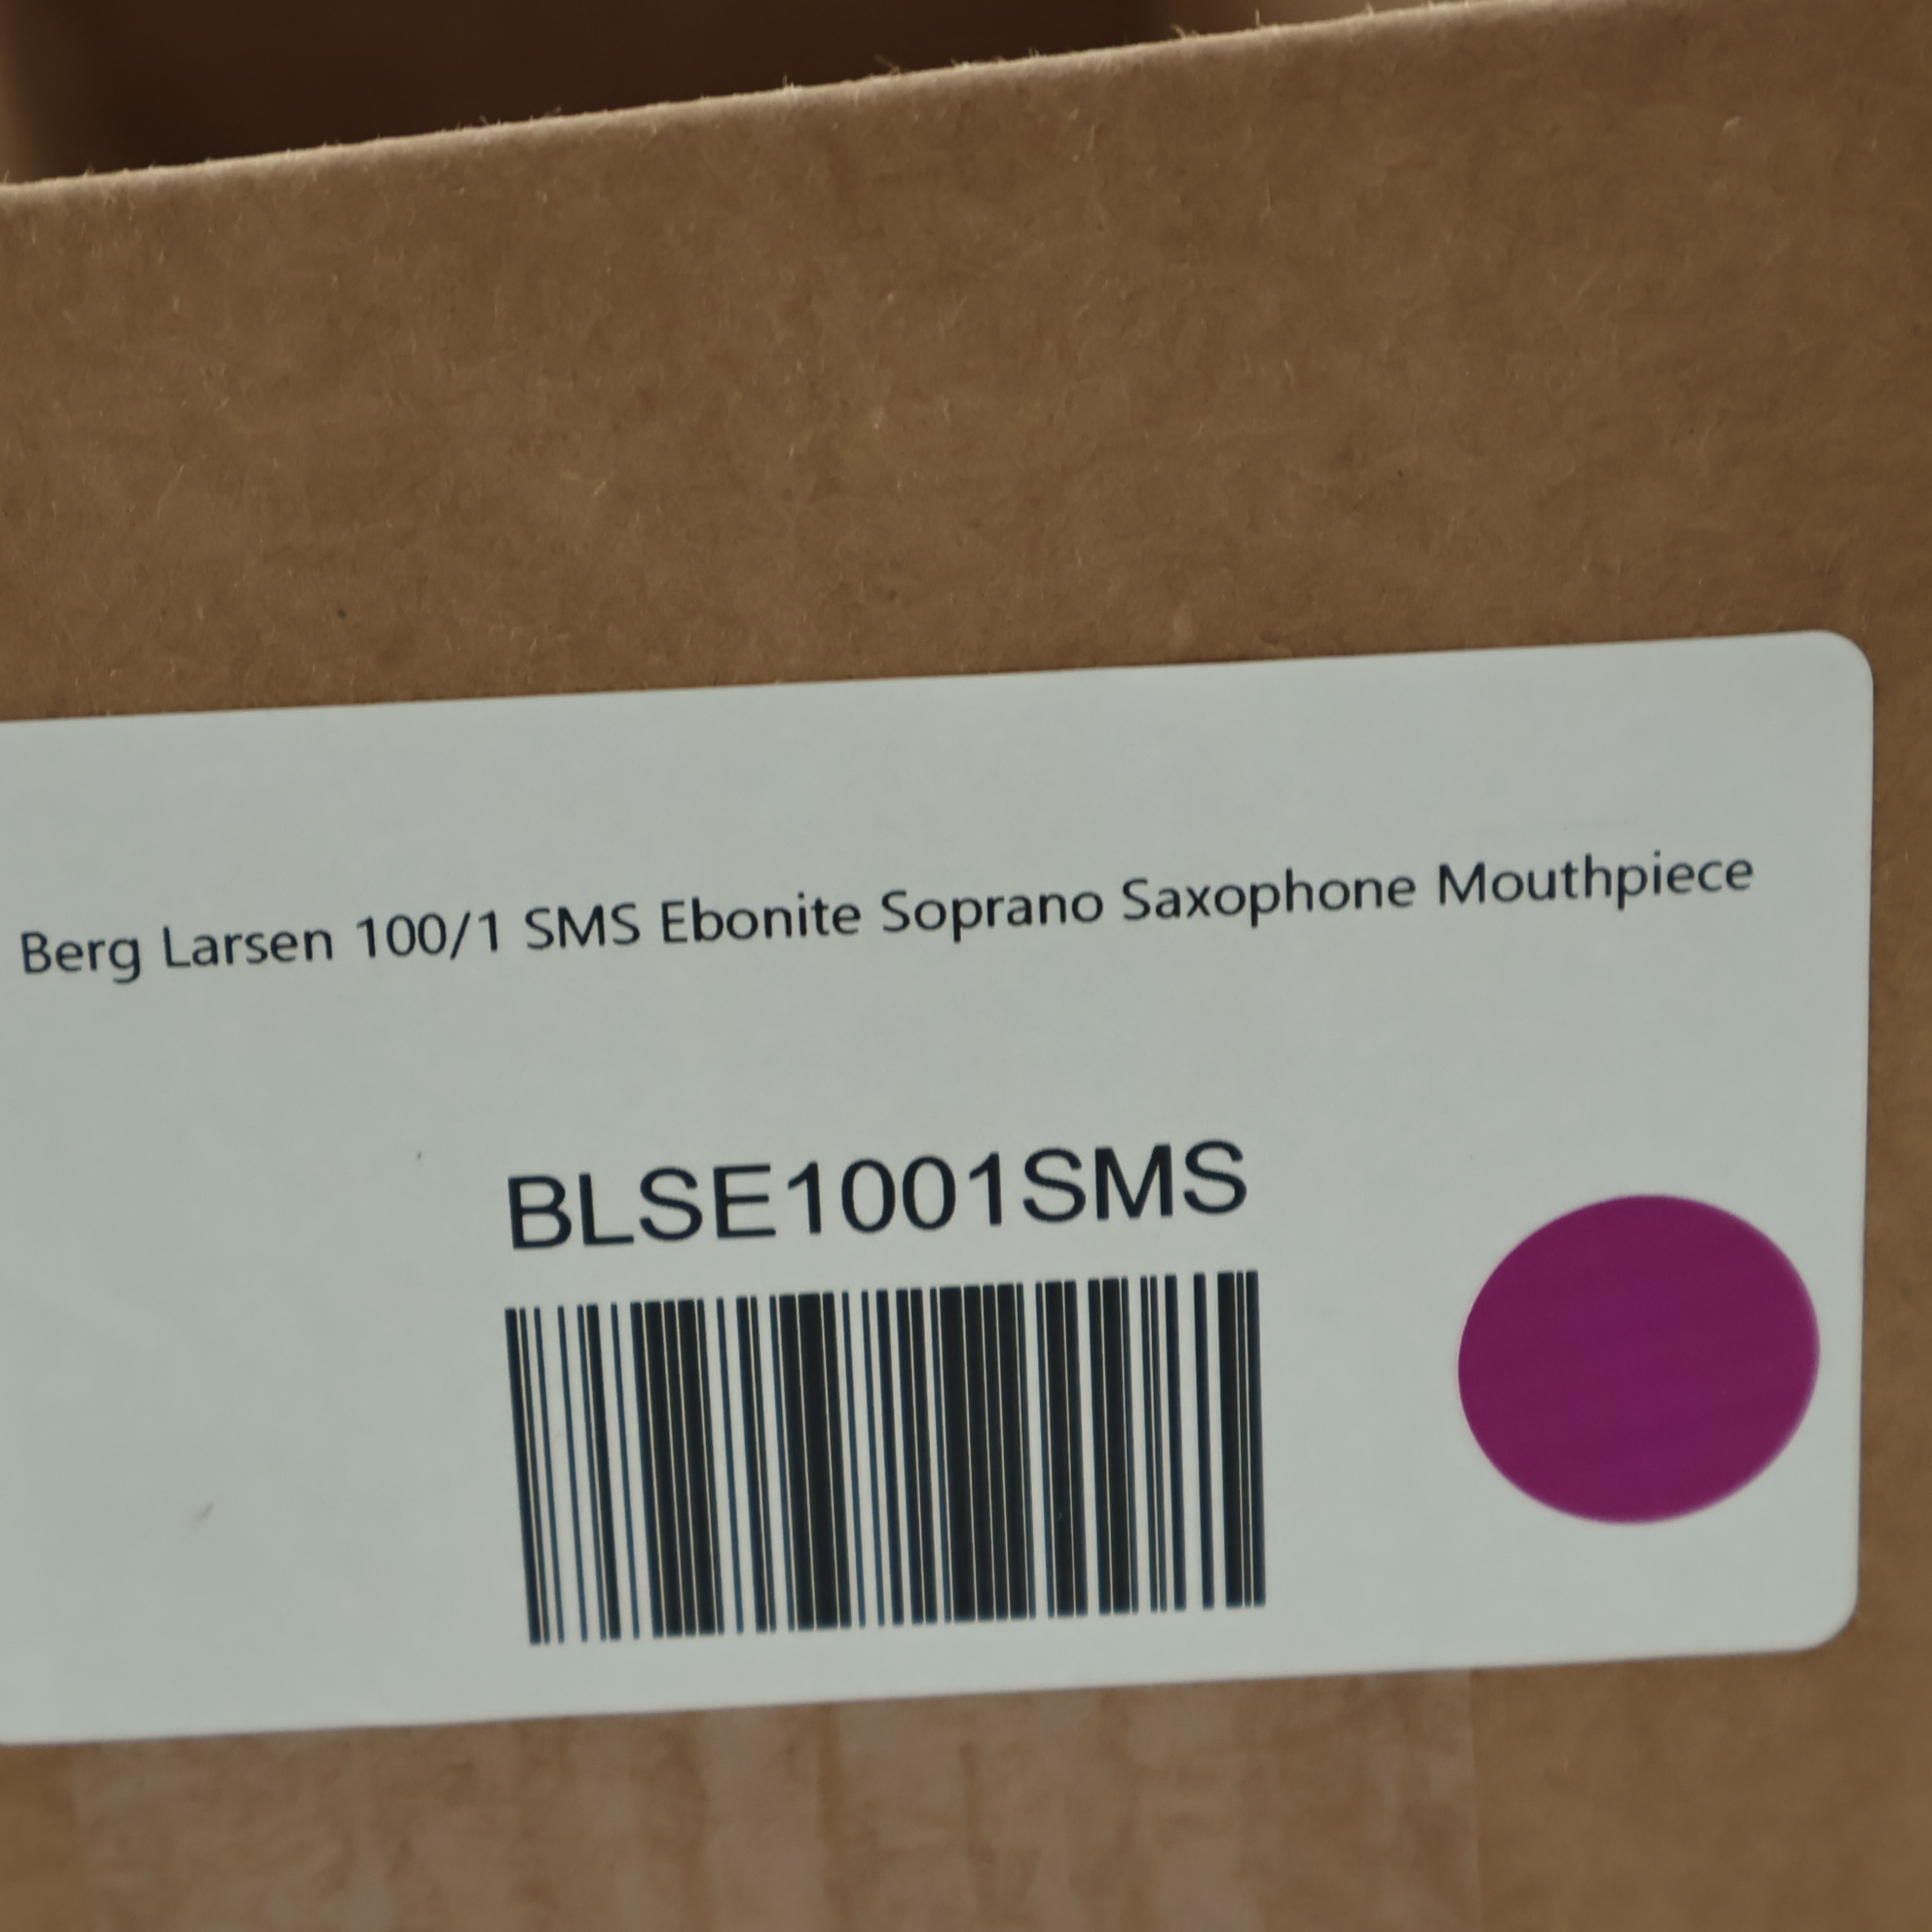 Berg Larsen 100/1 SMS Ebonite Soprano Saxophone Mouthpiece
BLSE1001SMS